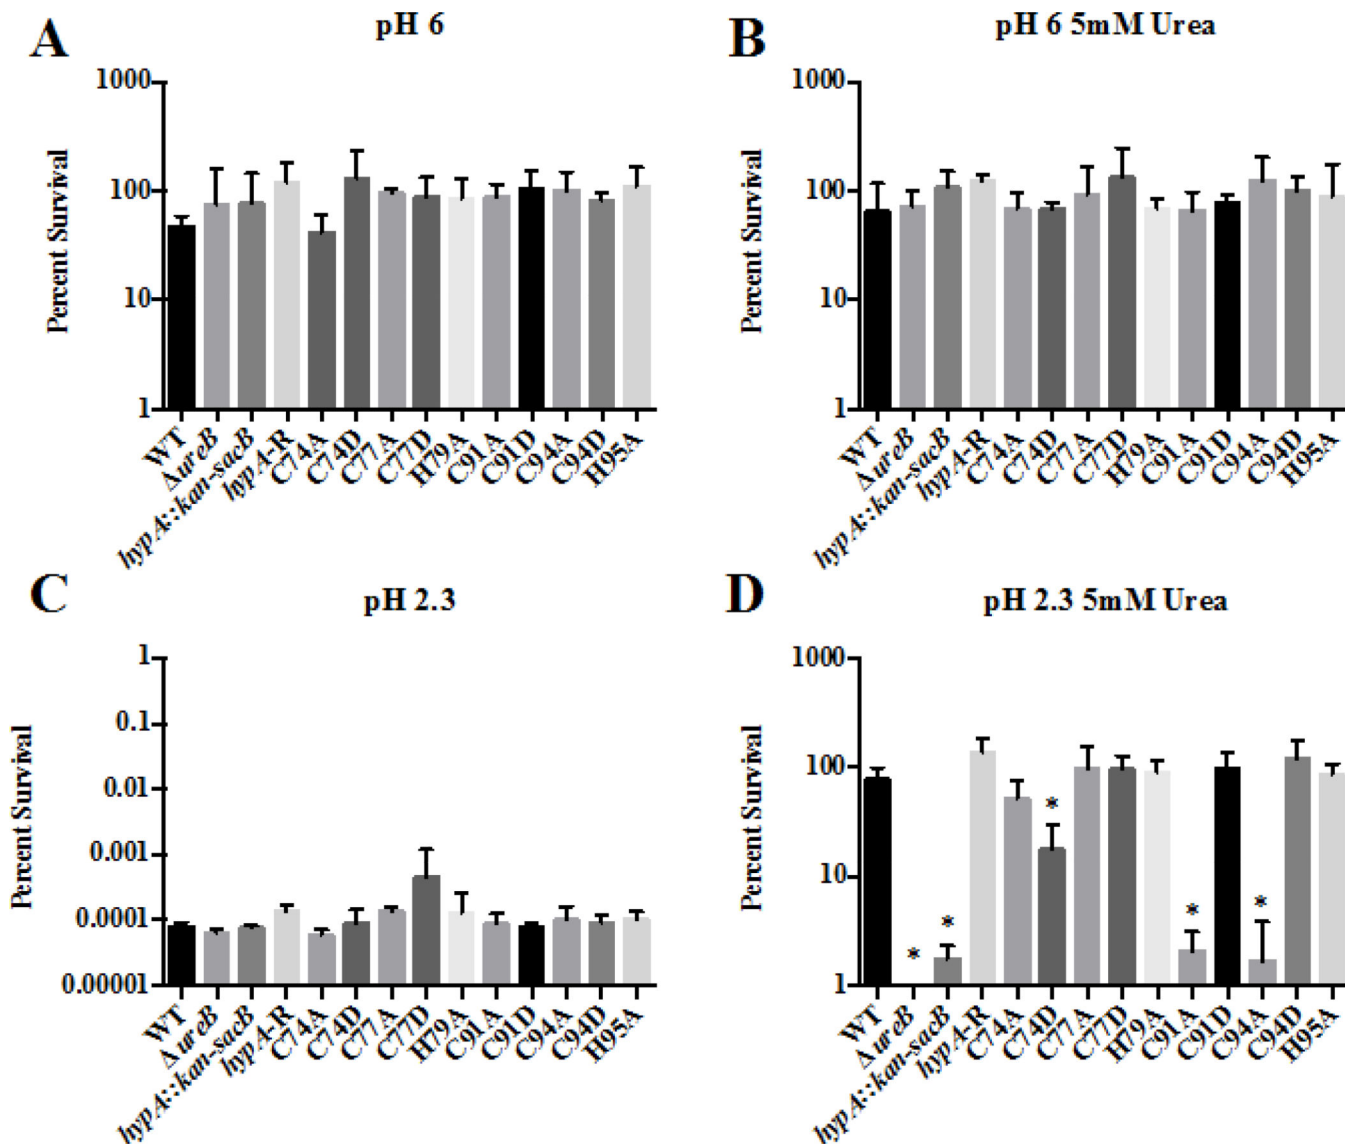 A
pH 6
Percent Survival
1000
100
10
1
WT
ΔureB
hypA::kan-sacB
hypA-R
C74A
C74D
C77A
C77D
H79A
C91A
C91D
C94A
C94D
H95A
B
pH 6 5mM Urea
Percent Survival
1000
100
10
1
WT
ΔureB
hypA::kan-sacB
hypA-R
C74A
C74D
C77A
C77D
H79A
C91A
C91D
C94A
C94D
H95A
C
pH 2.3
Percent Survival
1
0.1
0.01
0.001
0.0001
0.00001
WT
ΔureB
hypA::kan-sacB
hypA-R
C74A
C74D
C77A
C77D
H79A
C91A
C91D
C94A
C94D
H95A
D
pH 2.3 5mM Urea
Percent Survival
1000
100
10
1
*
*
*
*
*
WT
ΔureB
hypA::kan-sacB
hypA-R
C74A
C74D
C77A
C77D
H79A
C91A
C91D
C94A
C94D
H95A